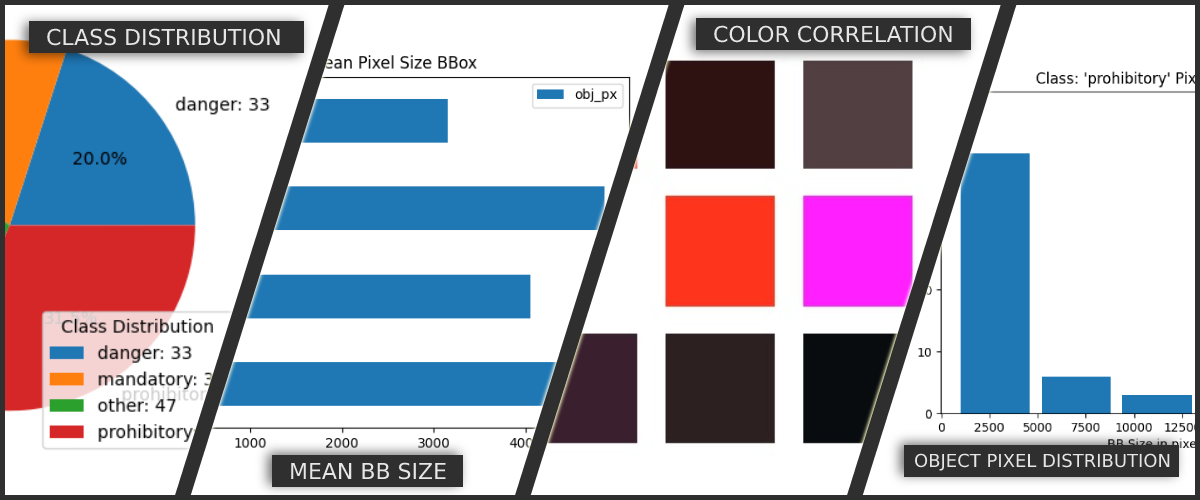 CLASS DISTRIBUTION
danger: 33
20.0%
Class Distribution
danger: 33
mandatory: 3
other: 47
prohibitory
ean Pixel Size BBox
obj_px
1000 2000 3000 400
MEAN BB SIZE
COLOR CORRELATION
Class: 'prohibitory' Pix
0
10
0
0 2500 5000 7500 10000 12500
BB Size in pixe
OBJECT PIXEL DISTRIBUTION